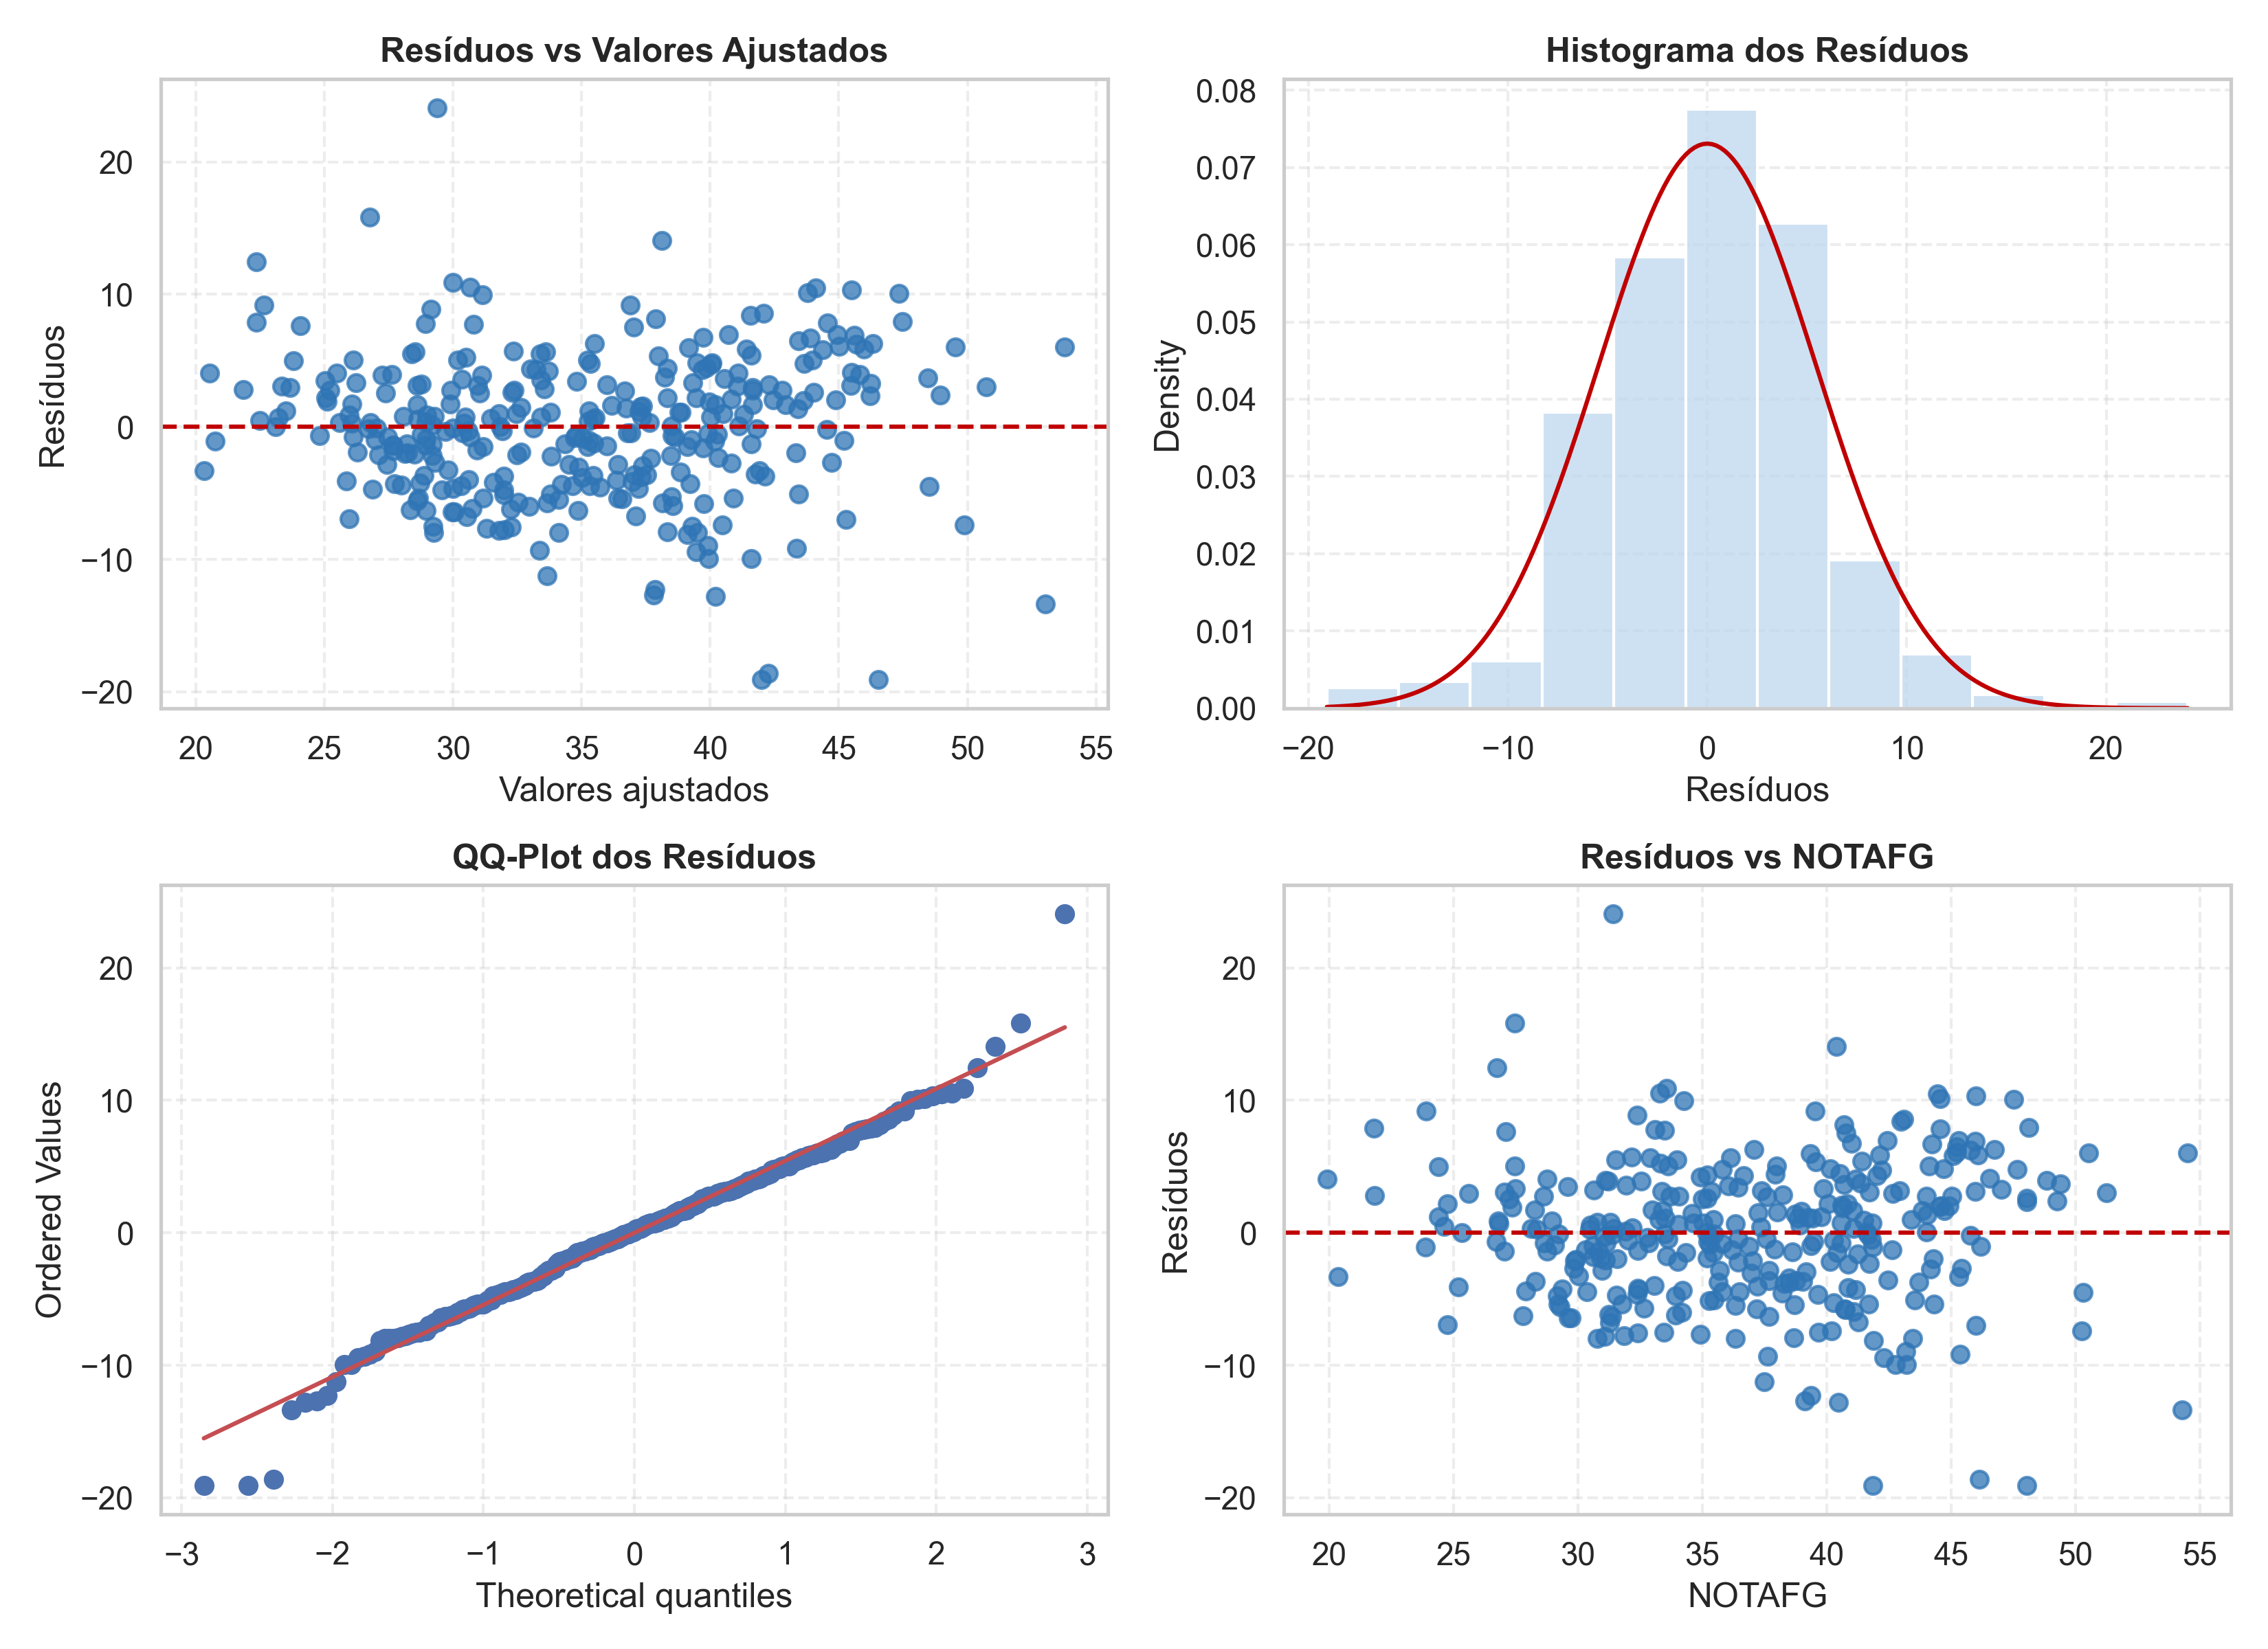 Resíduos vs Valores Ajustados
20
10
0
−10
−20
Resíduos
20 25 30 35 40 45 50 55
Valores ajustados
Histograma dos Resíduos
0.08
0.07
0.06
0.05
0.04
0.03
0.02
0.01
0.00
Density
−20 −10 0 10 20
Resíduos
QQ-Plot dos Resíduos
20
10
0
−10
−20
Ordered Values
−3 −2 −1 0 1 2 3
Theoretical quantiles
Resíduos vs NOTAFG
20
10
0
−10
−20
Resíduos
20 25 30 35 40 45 50 55
NOTAFG